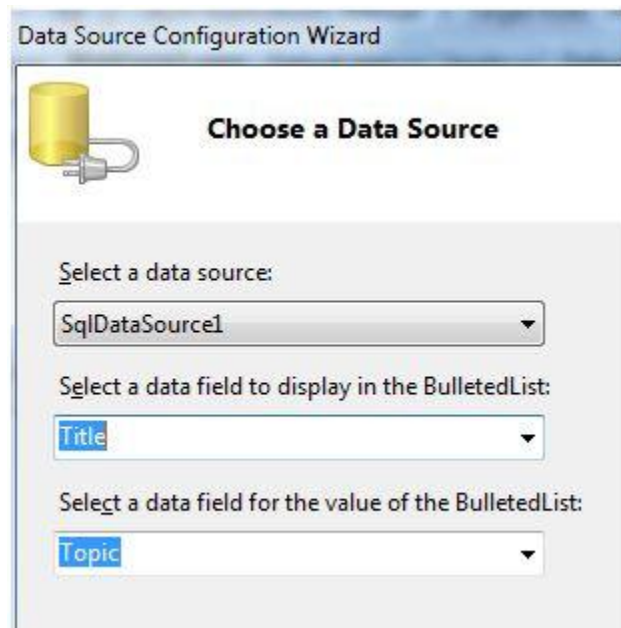 Data Source Configuration Wizard
Choose a Data Source
Select a data source:
SqlDataSource1
Select a data field to display in the BulletedList:
Title
Select a data field for the value of the BulletedList:
Topic